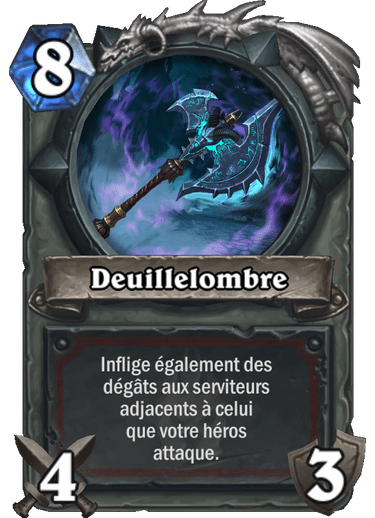 8
Deuillelombre
Inflige également des
dégâts aux serviteurs
adjacents à celui
que votre héros
attaque.
4
3